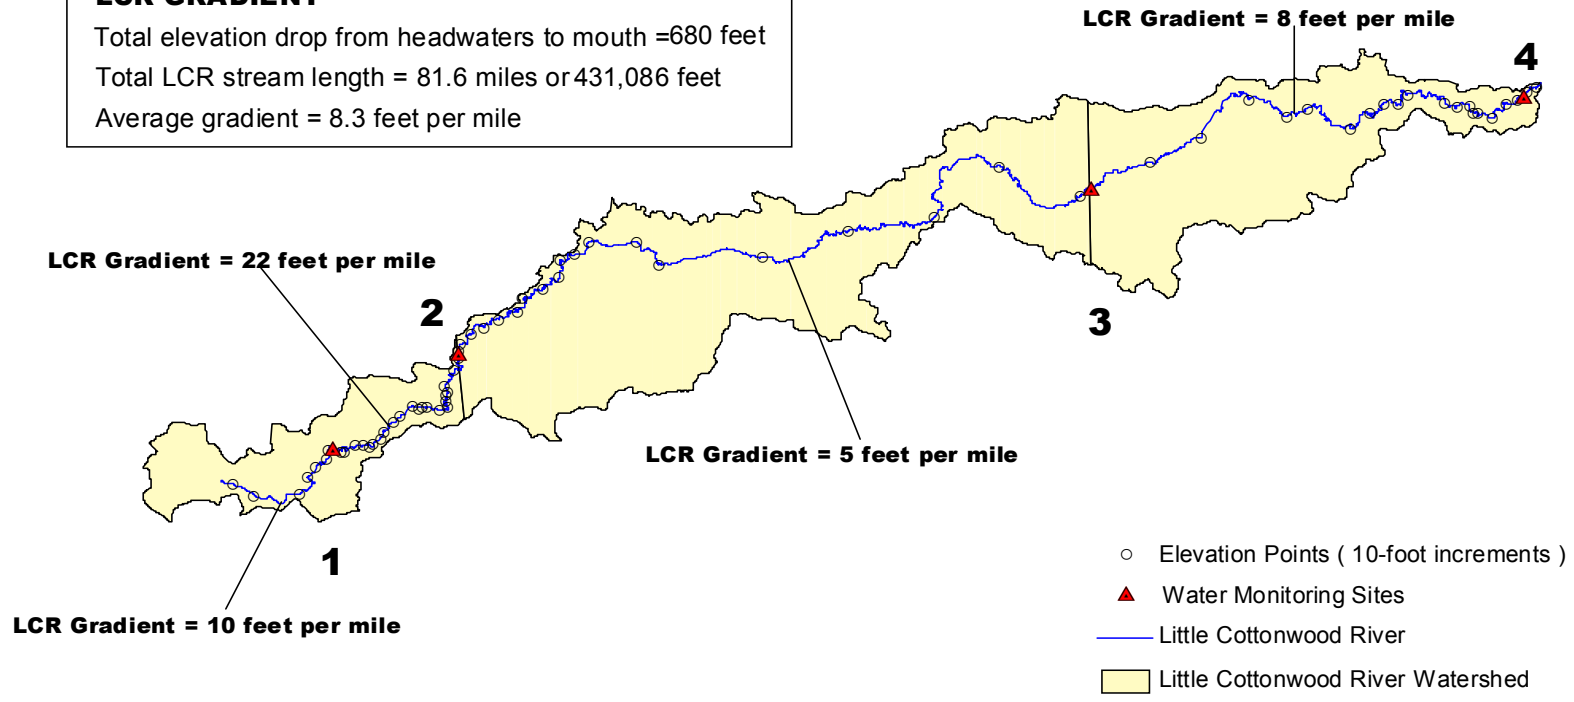 LCR GRADIENT
Total elevation drop from headwaters to mouth =680 feet
Total LCR stream length = 81.6 miles or 431,086 feet
Average gradient = 8.3 feet per mile
LCR Gradient = 8 feet per mile
4
LCR Gradient = 22 feet per mile
2
3
LCR Gradient = 5 feet per mile
1
LCR Gradient = 10 feet per mile
Elevation Points ( 10-foot increments )
Water Monitoring Sites
Little Cottonwood River
Little Cottonwood River Watershed